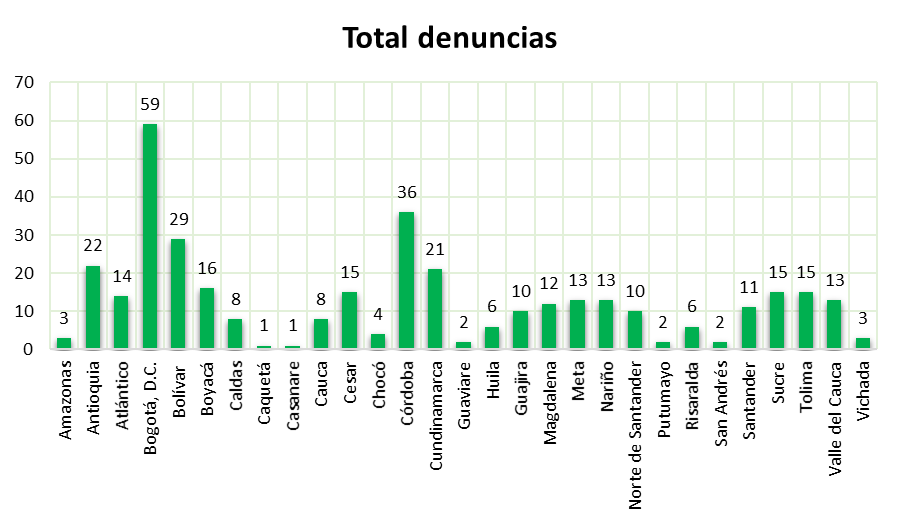 Total denuncias
70
60
50
40
30
20
10
0
3
22
14
59
29
16
8
1
1
8
15
4
36
21
2
6
10
12
13
13
10
2
6
2
11
15
15
13
3
Amazonas
Antioquia
Atlántico
Bogotá, D.C.
Bolívar
Boyacá
Caldas
Caquetá
Casanare
Cauca
Cesar
Chocó
Córdoba
Cundinamarca
Guaviare
Huila
Guajira
Magdalena
Meta
Nariño
Norte de Santander
Putumayo
Risaralda
San Andrés
Santander
Sucre
Tolima
Valle del Cauca
Vichada